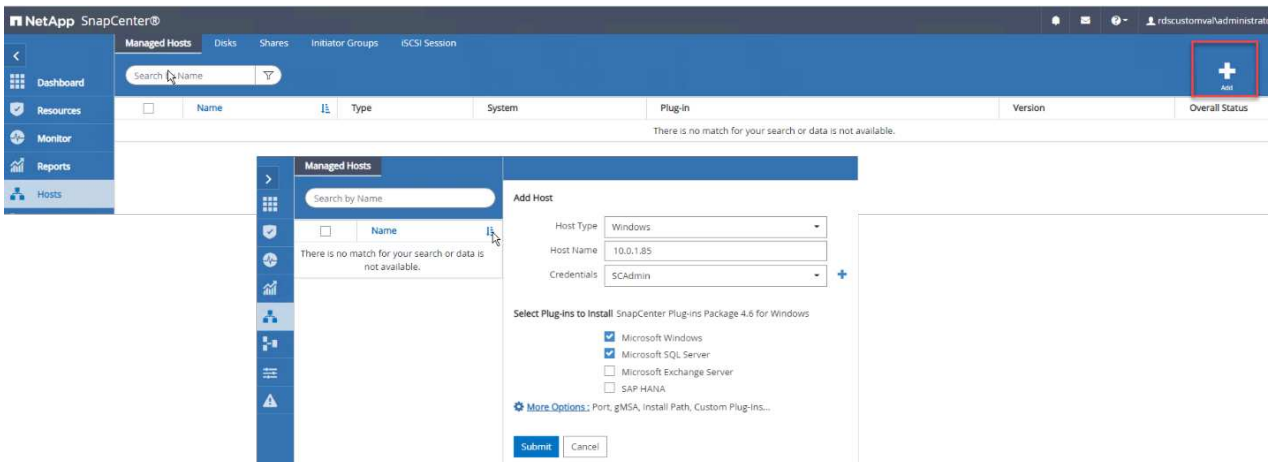 NetApp SnapCenter®
rdscustomval\administrato
Managed Hosts Disks Shares Initiator Groups iSCSI Session
Search by Name
Add
Dashboard
Resources
Monitor
Reports
Hosts
Name Type System Plug-in Version Overall Status
There is no match for your search or data is not available.
Managed Hosts
Search by Name
Name
There is no match for your search or data is
not available.
Add Host
Host Type Windows
Host Name 10.0.1.85
Credentials SCAdmin
Select Plug-ins to Install SnapCenter Plug-ins Package 4.6 for Windows
Microsoft Windows
Microsoft SQL Server
Microsoft Exchange Server
SAP HANA
More Options : Port, gMSA, Install Path, Custom Plug-Ins...
Submit Cancel